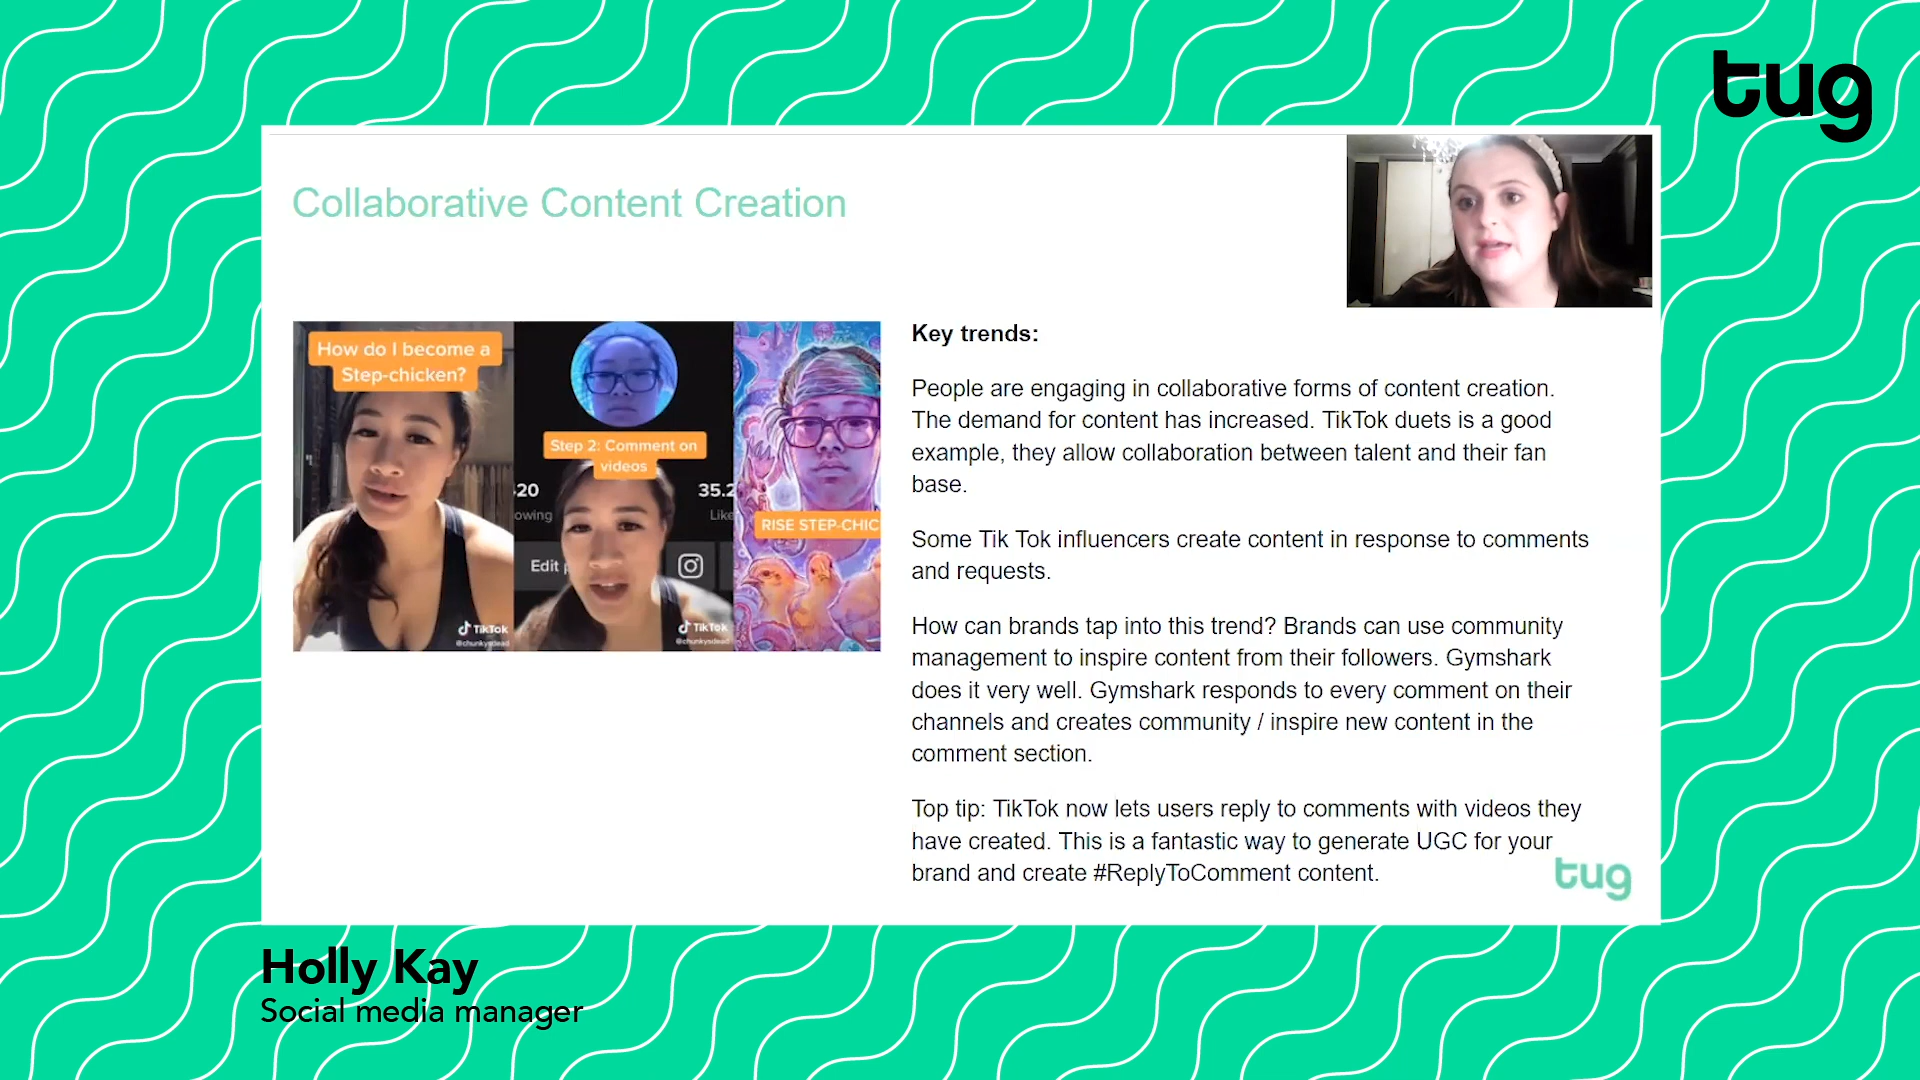 tug
Collaborative Content Creation
How do I become a
Step-chicken?
Step 2: Comment on
videos
20
35.2
owing
Like
Edit
RISE STEP-CHIC
TikTok
@chunkysdead
TikTok
@chunkysdead
Key trends:
People are engaging in collaborative forms of content creation.
The demand for content has increased. TikTok duets is a good
example, they allow collaboration between talent and their fan
base.
Some Tik Tok influencers create content in response to comments
and requests.
How can brands tap into this trend? Brands can use community
management to inspire content from their followers. Gymshark
does it very well. Gymshark responds to every comment on their
channels and creates community / inspire new content in the
comment section.
Top tip: TikTok now lets users reply to comments with videos they
have created. This is a fantastic way to generate UGC for your
brand and create #ReplyToComment content.
tug
Holly Kay
Social media manager